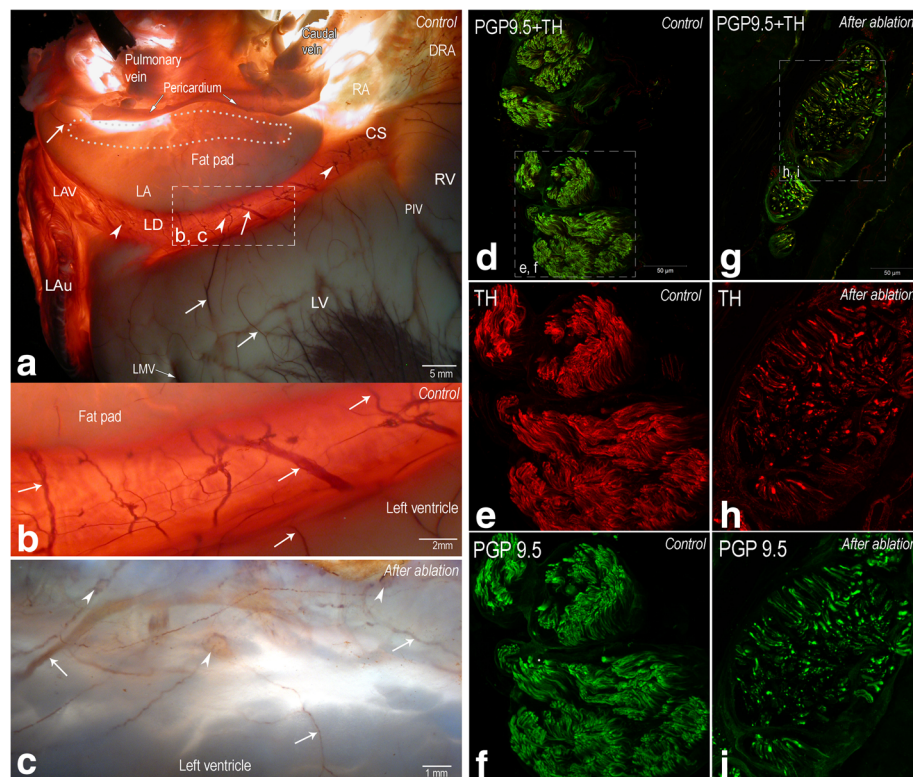 Control
Pulmonary
vein
Caudal
vein
DRA
Pericardium
RA
CS
Fat pad
RV
LAV
LA
LD
PIV
b, c
LAu
LV
LMV
a
5 mm
Control
Fat pad
Left ventricle
b
2mm
After ablation
Left ventricle
c
1 mm
PGP9.5+TH
Control
e, f
d
50 µm
PGP9.5+TH
After ablation
h, i
g
50 µm
TH
Control
e
TH
After ablation
h
PGP 9.5
Control
f
PGP 9.5
After ablation
i